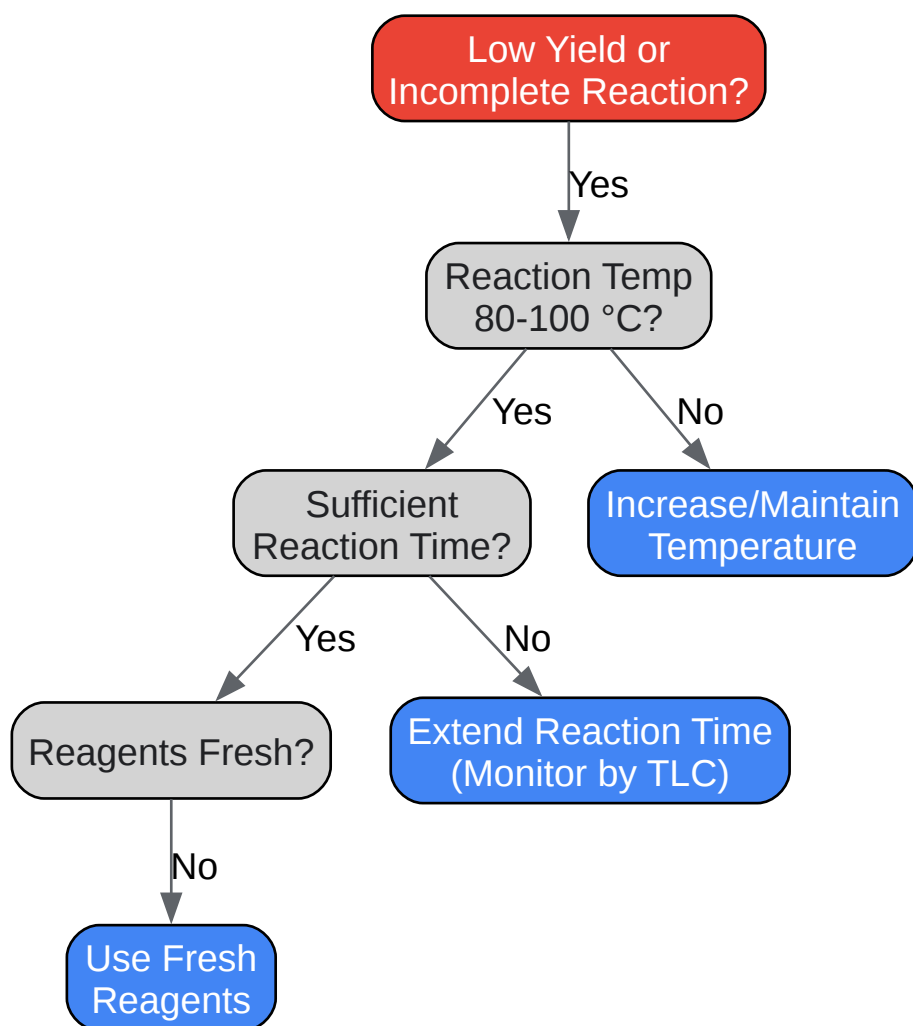 Low Yield or
Incomplete Reaction?
Yes
Reaction Temp
80-100 °C?
Yes
No
Sufficient
Reaction Time?
Increase/Maintain
Temperature
Yes
No
Reagents Fresh?
Extend Reaction Time
(Monitor by TLC)
No
Use Fresh
Reagents